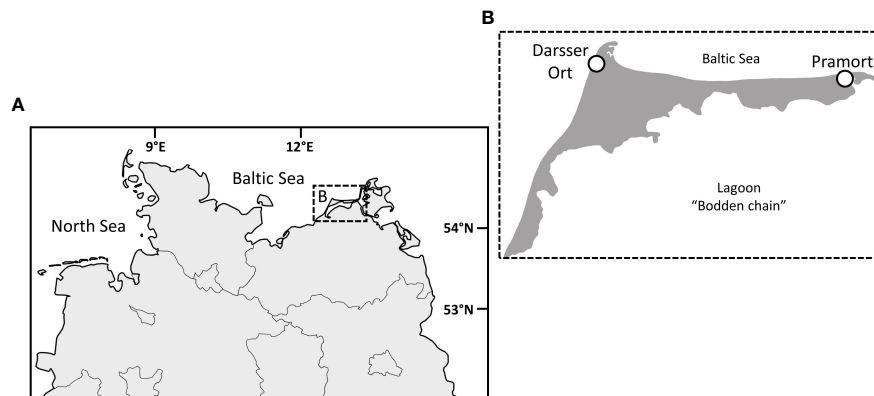 A
9°E
12°E
Baltic Sea
B
North Sea
54°N
53°N
B
Darsser
Ort
Baltic Sea
Pramort
Lagoon
“Bodden chain”